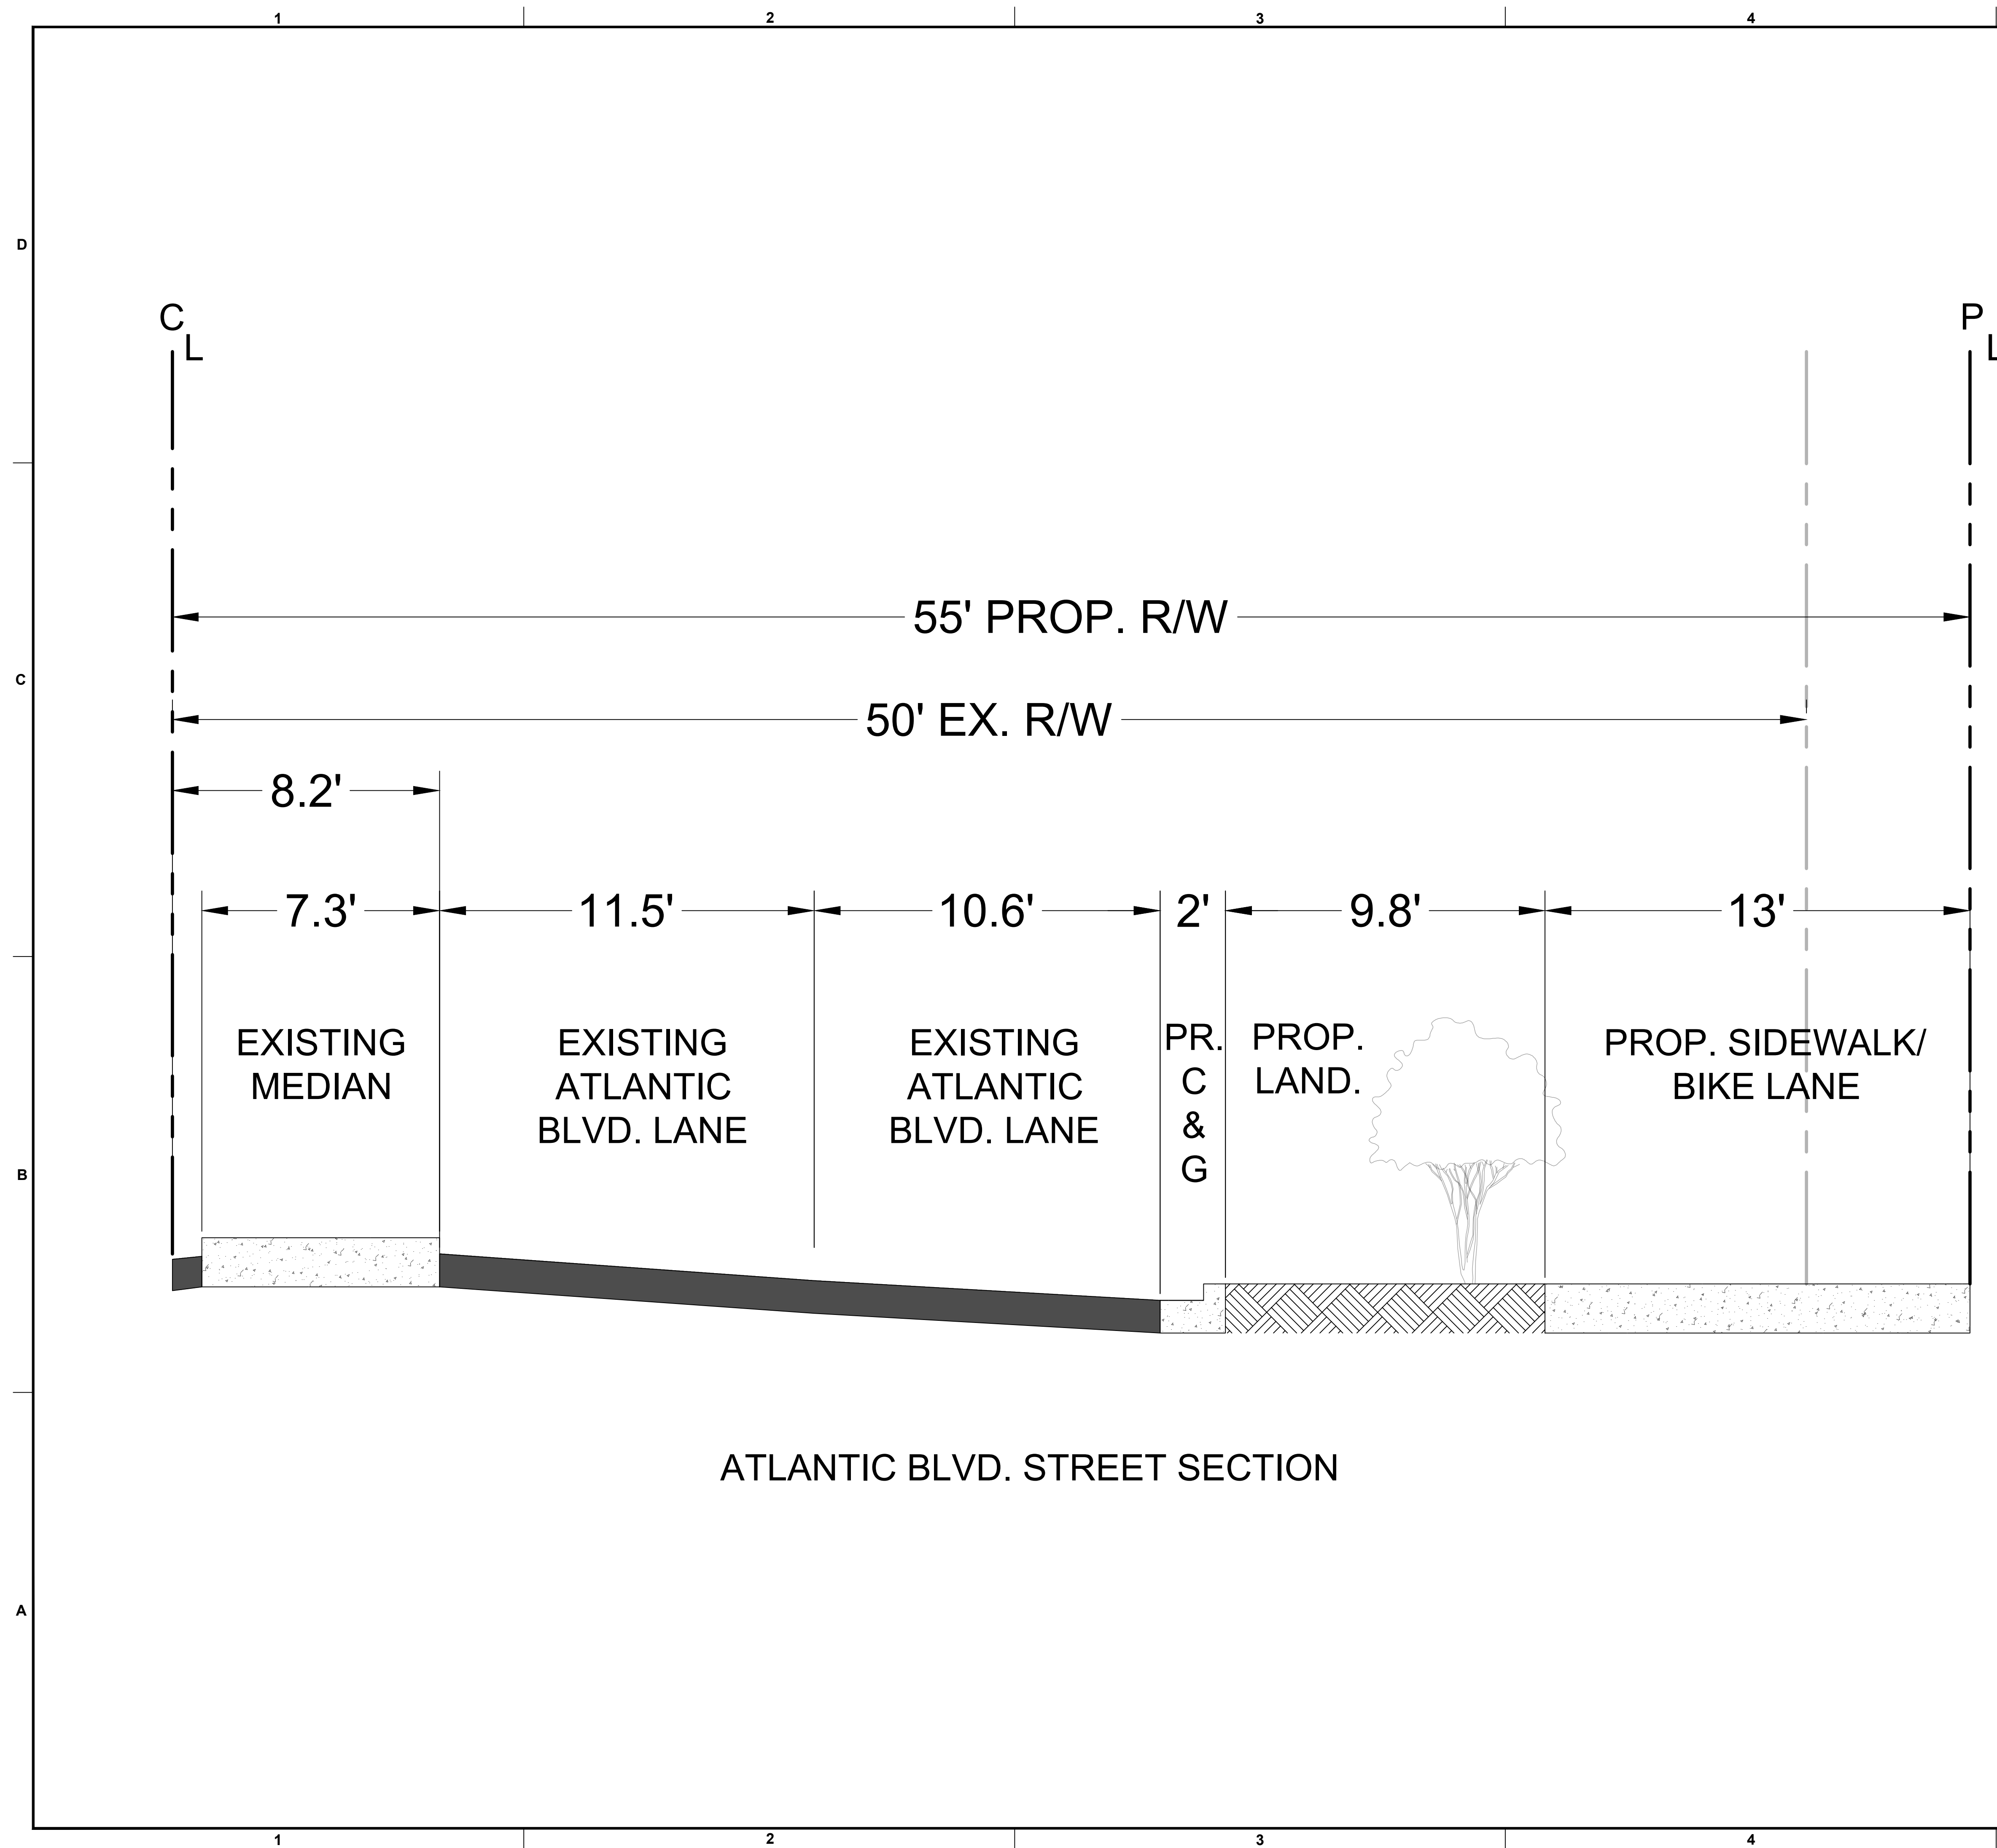 1 2 3 4
D
C
L
P
L
55' PROP. R/W
C
50' EX. R/W
8.2'
7.3' 11.5' 10.6' 2' 9.8' 13'
EXISTING
MEDIAN
EXISTING
ATLANTIC
BLVD. LANE
EXISTING
ATLANTIC
BLVD. LANE
PR.
C
&
G
PROP.
LAND.
PROP. SIDEWALK/
BIKE LANE
B
ATLANTIC BLVD. STREET SECTION
A
1 2 3 4